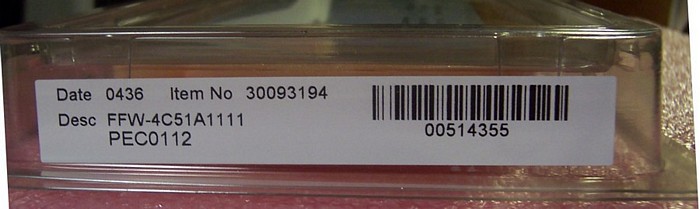 Date 0436 Item No 30093194
Desc FFW-4C51A1111
PEC0112
00514355